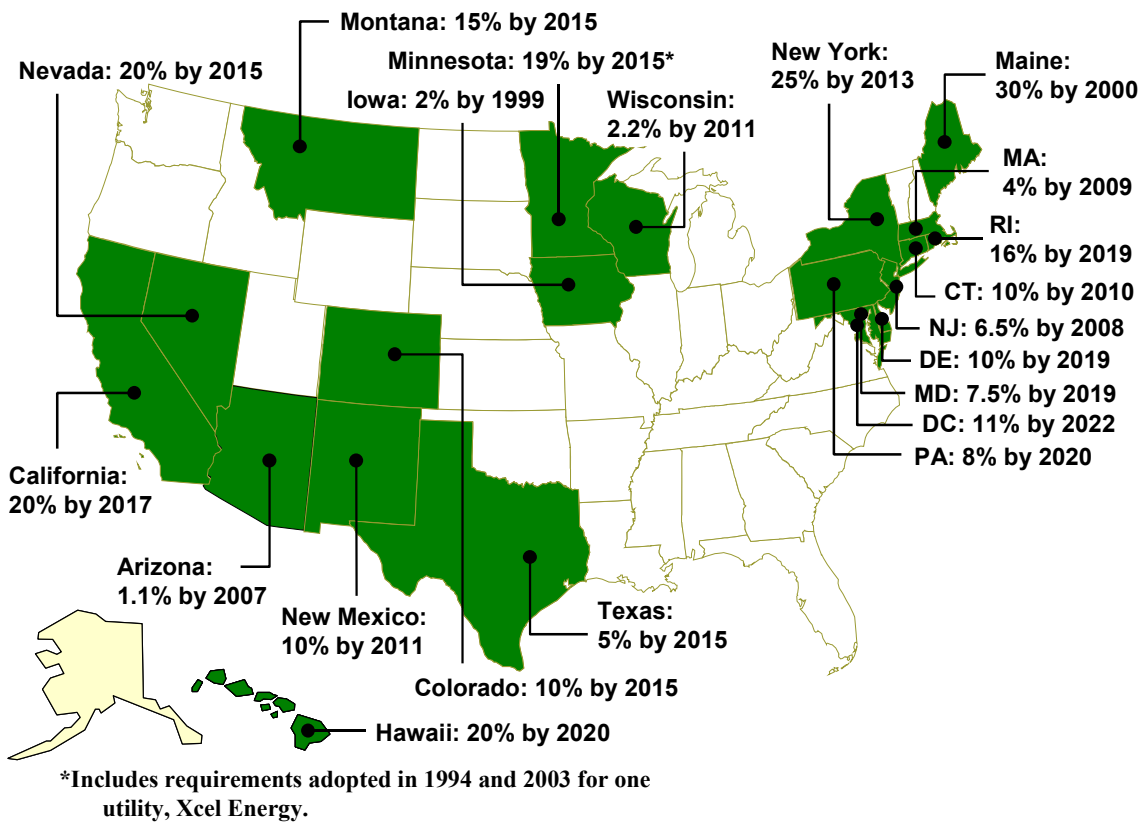 Montana: 15% by 2015
Nevada: 20% by 2015
Minnesota: 19% by 2015*
Iowa: 2% by 1999
Wisconsin:
2.2% by 2011
New York:
25% by 2013
Maine:
30% by 2000
MA:
4% by 2009
RI:
16% by 2019
CT: 10% by 2010
NJ: 6.5% by 2008
DE: 10% by 2019
MD: 7.5% by 2019
DC: 11% by 2022
PA: 8% by 2020
California:
20% by 2017
Arizona:
1.1% by 2007
New Mexico:
10% by 2011
Texas:
5% by 2015
Colorado: 10% by 2015
Hawaii: 20% by 2020
*Includes requirements adopted in 1994 and 2003 for one
utility, Xcel Energy.